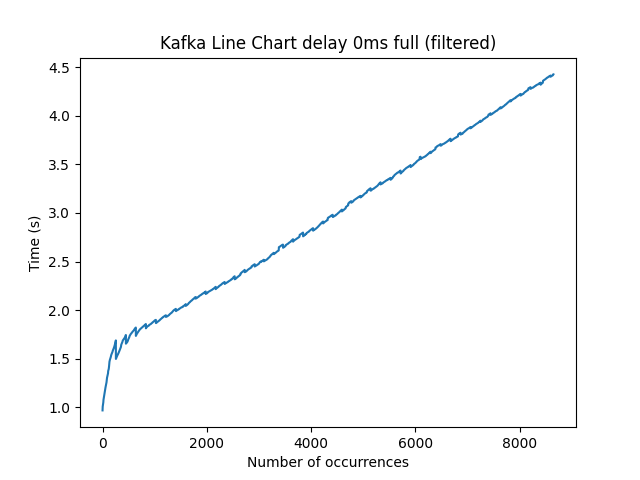 Kafka Line Chart delay 0ms full (filtered)
4.5
4.0
3.5
3.0
2.5
2.0
1.5
1.0
Time (s)
0 2000 4000 6000 8000
Number of occurrences